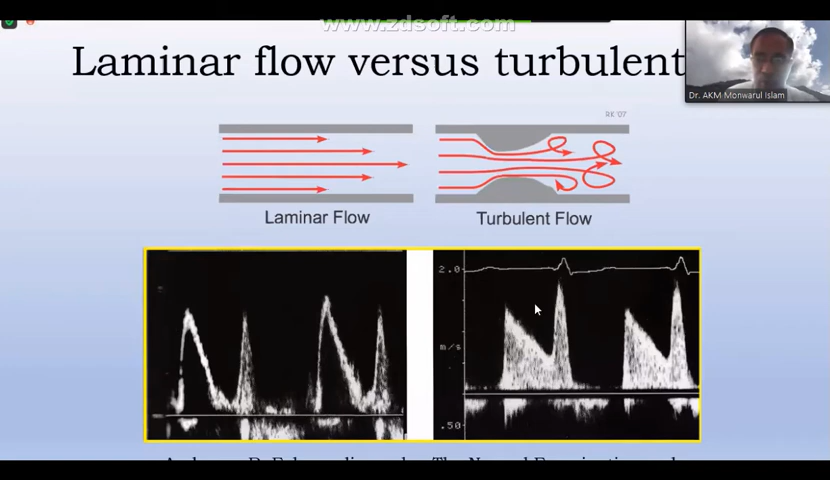 www.zdsoft.com
Laminar flow versus turbulent
Dr. AKM Monwarul Islam
RK '07
Laminar Flow
Turbulent Flow
2.0
m/s
.50